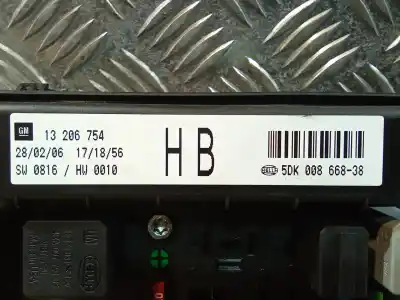 GM 13 206 754
28/02/06 17/18/56
SW 0816 / HW 0010
HB
HELLA 5DK 008 668-38